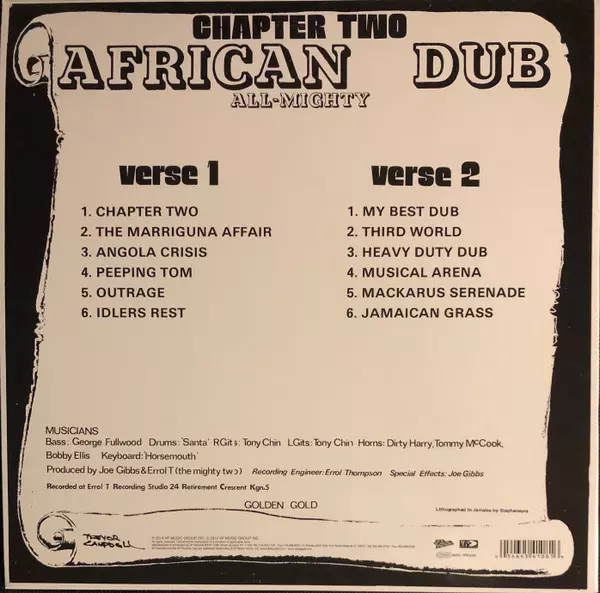 CHAPTER TWO
AFRICAN DUB
ALL-MIGHTY
verse 1
1. CHAPTER TWO
2. THE MARRIGUNA AFFAIR
3. ANGOLA CRISIS
4. PEEPING TOM
5. OUTRAGE
6. IDLERS REST
verse 2
1. MY BEST DUB
2. THIRD WORLD
3. HEAVY DUTY DUB
4. MUSICAL ARENA
5. MACKARUS SERENADE
6. JAMAICAN GRASS
MUSICIANS
Bass: George Fullwood Drums: 'Santa' RGits: Tony Chin LGits: Tony Chin Horns: Dirty Harry, Tommy McCook,
Bobby Ellis Keyboard: 'Horsemouth'
Produced by Joe Gibbs & Errol T (the mighty two) Recording Engineer: Errol Thompson Special Effects: Joe Gibbs
Recorded at Errol T Recording Studio 24 Retirement Crescent Kgn.5
GOLDEN GOLD
Lithographed in Jamaica by
TREVOR
CAMPBELL